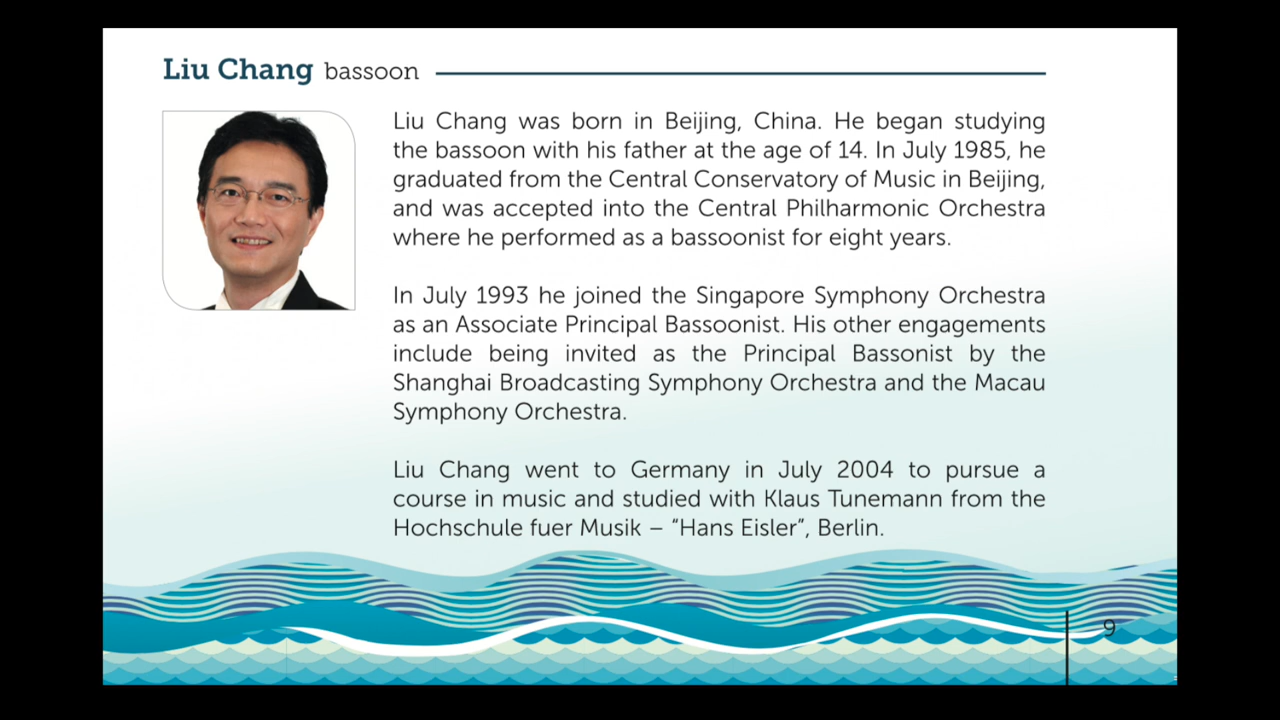 Liu Chang bassoon
Liu Chang was born in Beijing, China. He began studying
the bassoon with his father at the age of 14. In July 1985, he
graduated from the Central Conservatory of Music in Beijing,
and was accepted into the Central Philharmonic Orchestra
where he performed as a bassoonist for eight years.
In July 1993 he joined the Singapore Symphony Orchestra
as an Associate Principal Bassoonist. His other engagements
include being invited as the Principal Bassonist by the
Shanghai Broadcasting Symphony Orchestra and the Macau
Symphony Orchestra.
Liu Chang went to Germany in July 2004 to pursue a
course in music and studied with Klaus Tunemann from the
Hochschule fuer Musik – “Hans Eisler”, Berlin.
9